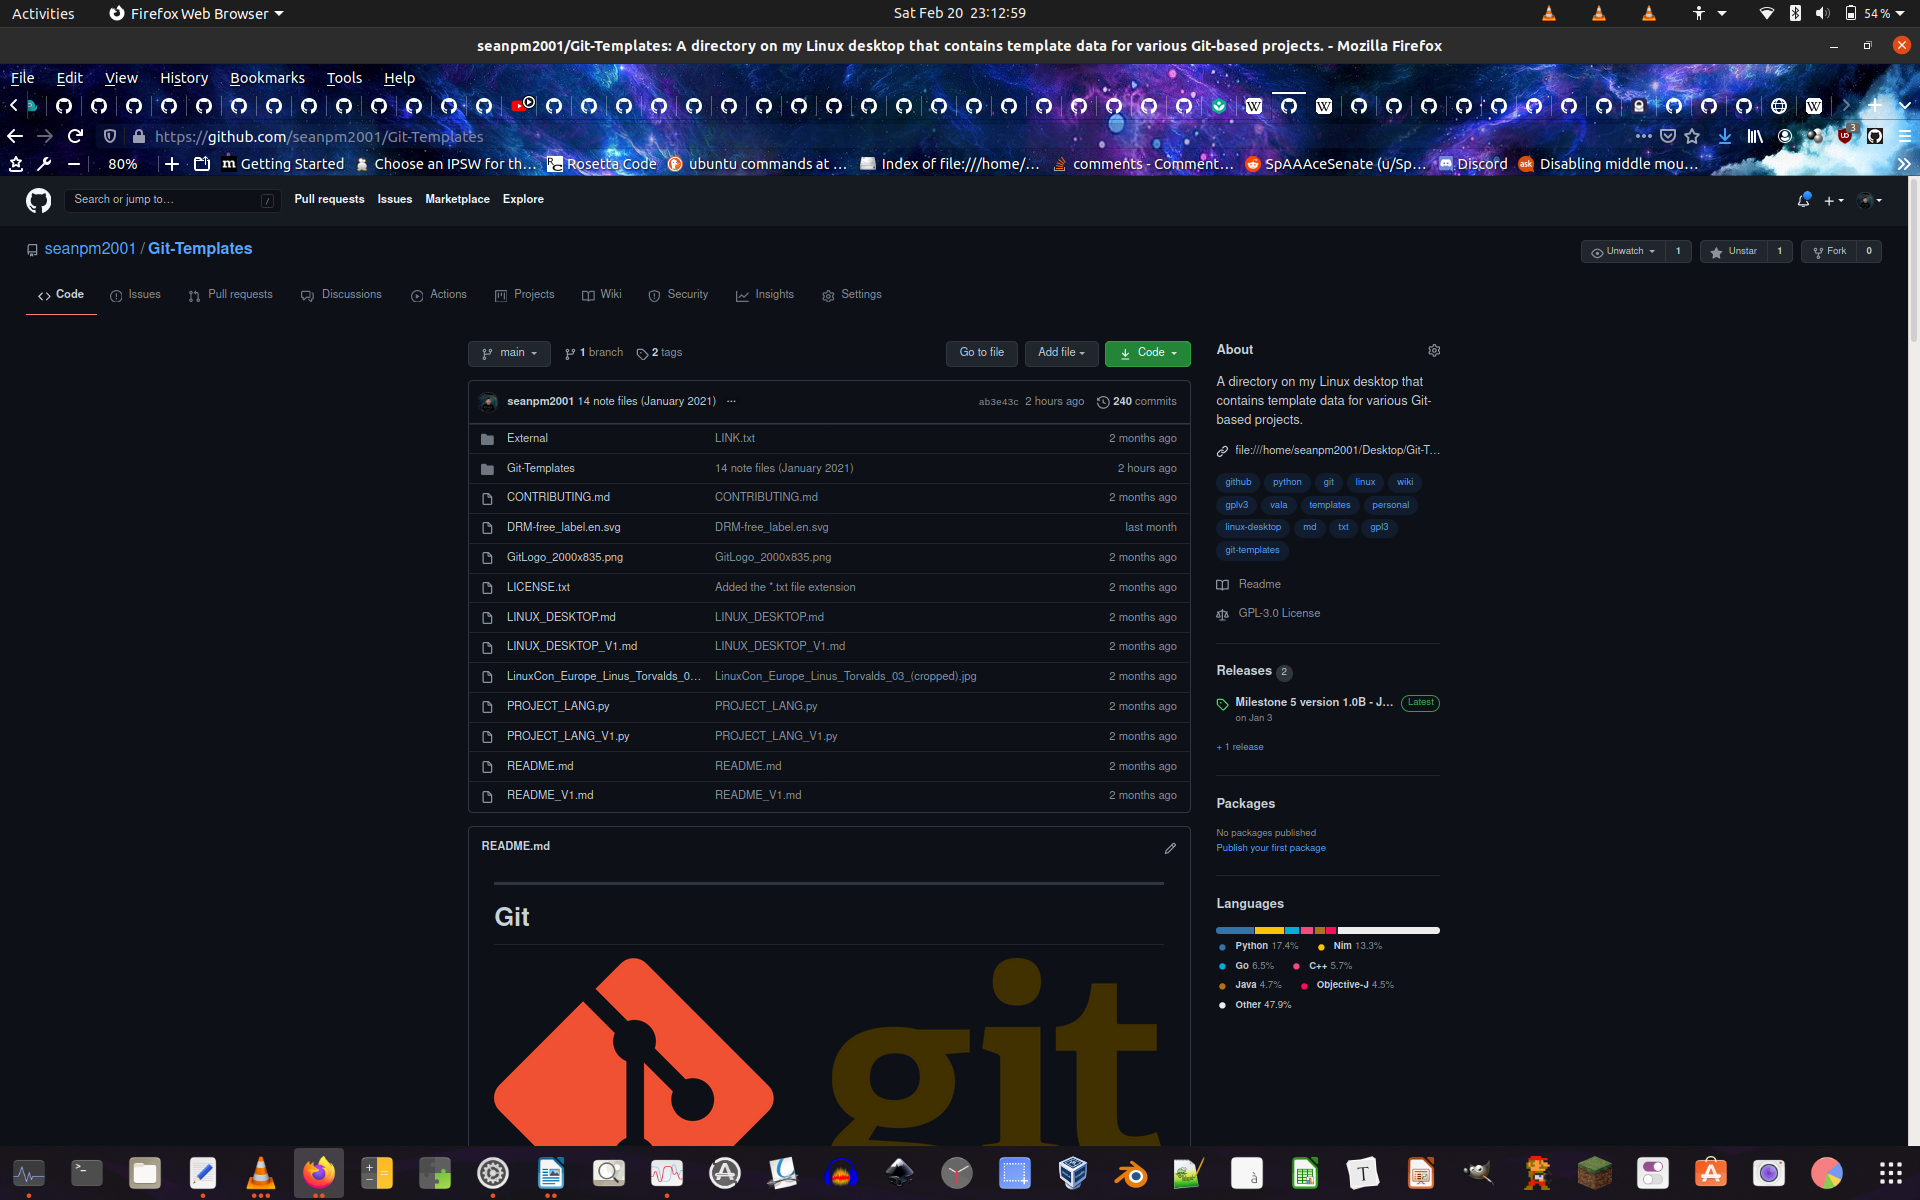 Activities Firefox Web Browser Sat Feb 20 23:12:59 54 %
seanpm2001/Git-Templates: A directory on my Linux desktop that contains template data for various Git-based projects. - Mozilla Firefox
File Edit View History Bookmarks Tools Help
https://github.com/seanpm2001/Git-Templates 3
80% Getting Started Choose an IPSW for th… Rosetta Code ubuntu commands at … Index of file:///home/… comments - Comment… SpAAAceSenate (u/Sp… Discord Disabling middle mou…
Search or jump to… / Pull requests Issues Marketplace Explore
seanpm2001 / Git-Templates Unwatch 1 Unstar 1 Fork 0
Code Issues Pull requests Discussions Actions Projects Wiki Security Insights Settings
main 1 branch 2 tags Go to file Add file Code
seanpm2001 14 note files (January 2021) ... ab3e43c 2 hours ago 240 commits
External LINK.txt 2 months ago
Git-Templates 14 note files (January 2021) 2 hours ago
CONTRIBUTING.md CONTRIBUTING.md 2 months ago
DRM-free_label.en.svg DRM-free_label.en.svg last month
GitLogo_2000x835.png GitLogo_2000x835.png 2 months ago
LICENSE.txt Added the *.txt file extension 2 months ago
LINUX_DESKTOP.md LINUX_DESKTOP.md 2 months ago
LINUX_DESKTOP_V1.md LINUX_DESKTOP_V1.md 2 months ago
LinuxCon_Europe_Linus_Torvalds_0… LinuxCon_Europe_Linus_Torvalds_03_(cropped).jpg 2 months ago
PROJECT_LANG.py PROJECT_LANG.py 2 months ago
PROJECT_LANG_V1.py PROJECT_LANG_V1.py 2 months ago
README.md README.md 2 months ago
README_V1.md README_V1.md 2 months ago
README.md
Git
git
About
A directory on my Linux desktop that
contains template data for various Git-
based projects.
file:///home/seanpm2001/Desktop/Git-T…
github python git linux wiki
gplv3 vala templates personal
linux-desktop md txt gpl3
git-templates
Readme
GPL-3.0 License
Releases 2
Milestone 5 version 1.0B - J… Latest
on Jan 3
+ 1 release
Packages
No packages published
Publish your first package
Languages
Python 17.4% Nim 13.3%
Go 6.5% C++ 5.7%
Java 4.7% Objective-J 4.5%
Other 47.9%